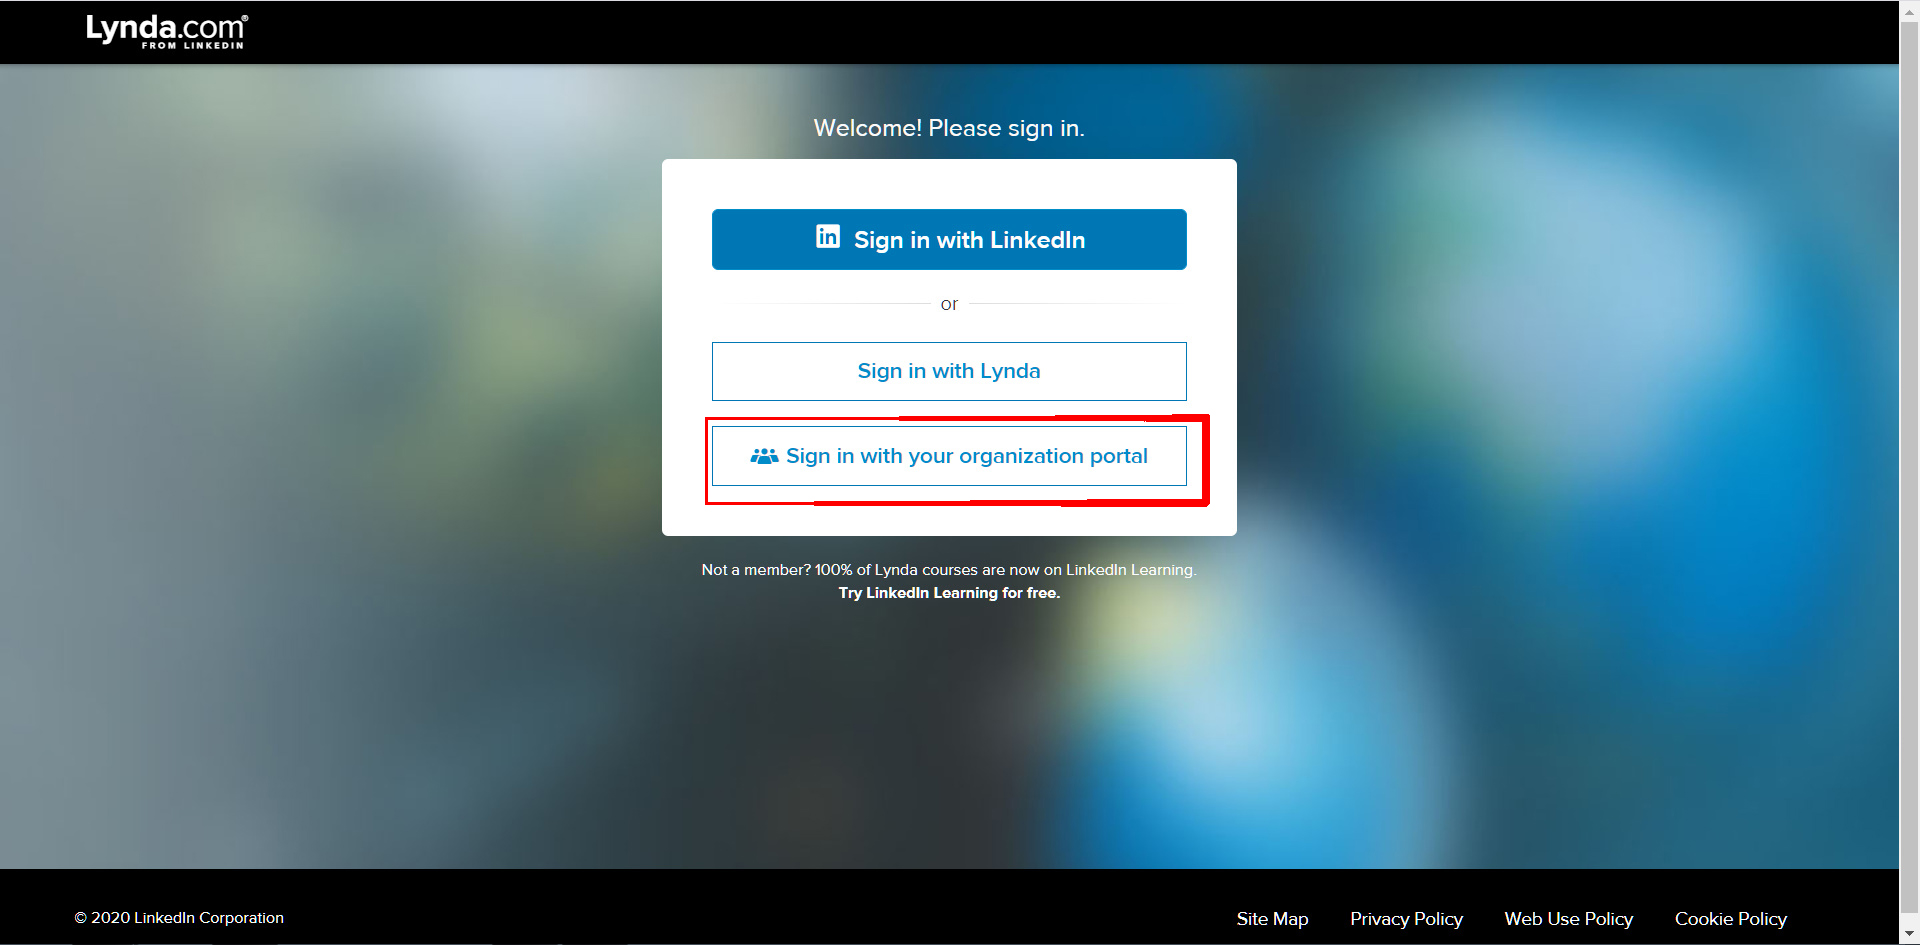 Lynda.com®
FROM LINKEDIN
Welcome! Please sign in.
in Sign in with LinkedIn
or
Sign in with Lynda
Sign in with your organization portal
Not a member? 100% of Lynda courses are now on LinkedIn Learning.
Try LinkedIn Learning for free.
© 2020 LinkedIn Corporation
Site Map Privacy Policy Web Use Policy Cookie Policy